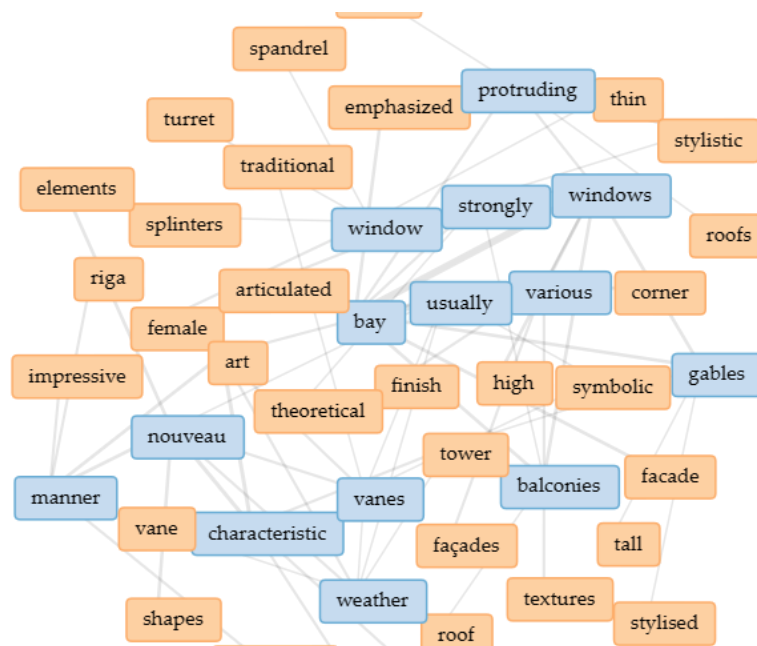 spandrel
protruding
emphasized
thin
turret
stylistic
traditional
elements
windows
strongly
splinters
window
roofs
riga
articulated
various
corner
usually
bay
female
art
impressive
gables
finish
high
symbolic
theoretical
nouveau
tower
facade
manner
vanes
balconies
vane
characteristic
façades
tall
weather
textures
shapes
stylised
roof